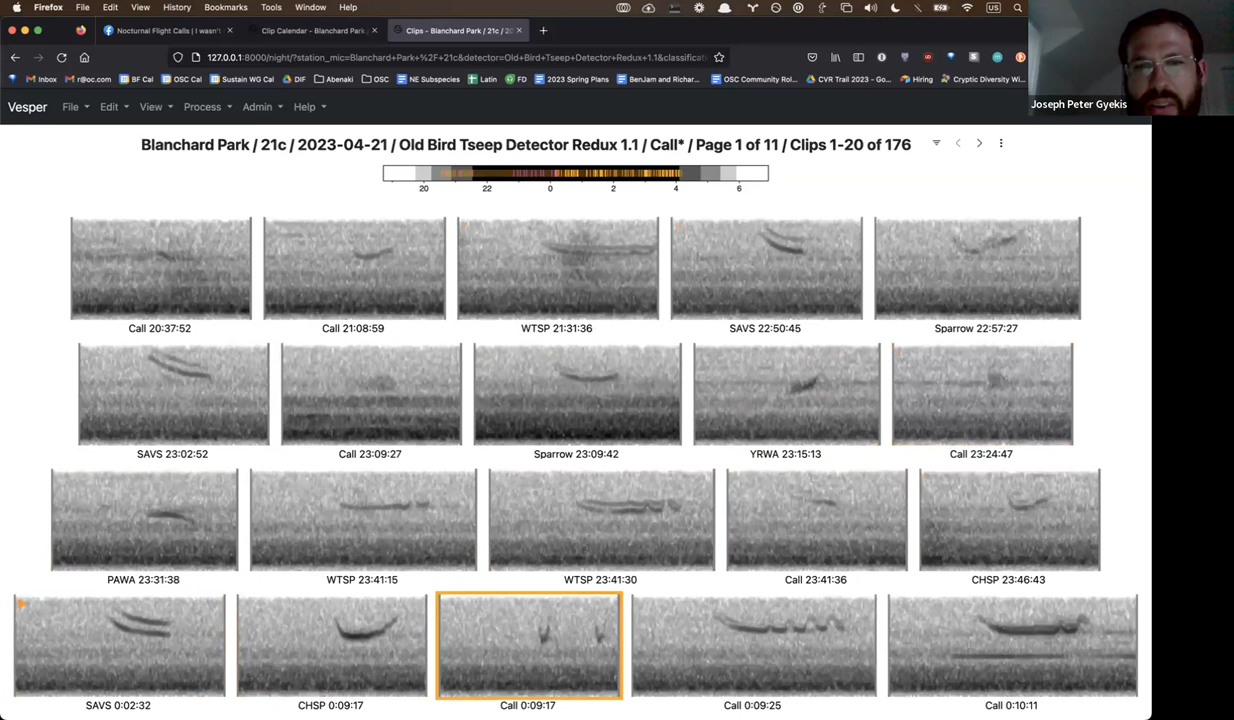 Firefox File Edit View History Bookmarks Tools Window Help US
Nocturnal Flight Calls | I wasn't
Clip Calendar - Blanchard Park
Clips - Blanchard Park / 21c / 20
127.0.0.1:8000/night/?station_mic=Blanchard+Park+%2F+21c&detector=Old+Bird+Tseep+Detector+Redux+1.1&classificat
Inbox r@oc.com BF Cal OSC Cal Sustain WG Cal DIF Abenaki OSC NE Subspecies Latin FD 2023 Spring Plans BenJam and Richar... OSC Community Rol... CVR Trail 2023 - Go... Hiring Cryptic Diversity Wi...
Joseph Peter Gyekis
Vesper File Edit View Process Admin Help
Blanchard Park / 21c / 2023-04-21 / Old Bird Tseep Detector Redux 1.1 / Call* / Page 1 of 11 / Clips 1-20 of 176
20 22 0 2 4 6
Call 20:37:52 Call 21:08:59 WTSP 21:31:36 SAVS 22:50:45 Sparrow 22:57:27
SAVS 23:02:52 Call 23:09:27 Sparrow 23:09:42 YRWA 23:15:13 Call 23:24:47
PAWA 23:31:38 WTSP 23:41:15 WTSP 23:41:30 Call 23:41:36 CHSP 23:46:43
SAVS 0:02:32 CHSP 0:09:17 Call 0:09:17 Call 0:09:25 Call 0:10:11